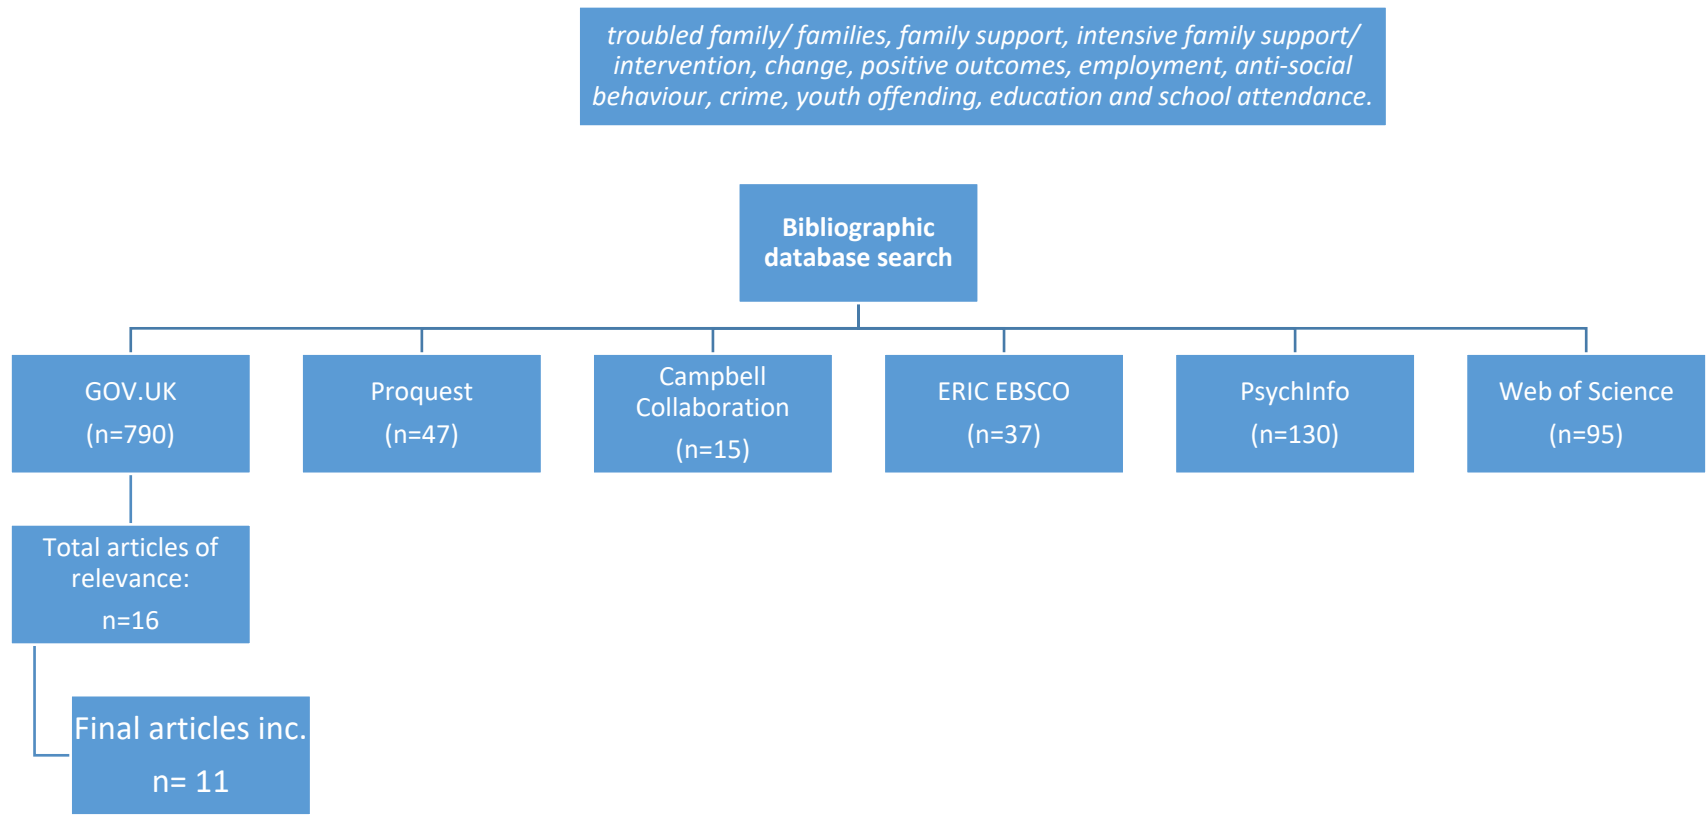 troubled family/ families, family support, intensive family support/
intervention, change, positive outcomes, employment, anti-social
behaviour, crime, youth offending, education and school attendance.
Bibliographic
database search
GOV.UK
(n=790)
Proquest
(n=47)
Campbell
Collaboration
(n=15)
ERIC EBSCO
(n=37)
PsychInfo
(n=130)
Web of Science
(n=95)
Total articles of
relevance:
n=16
Final articles inc.
n= 11